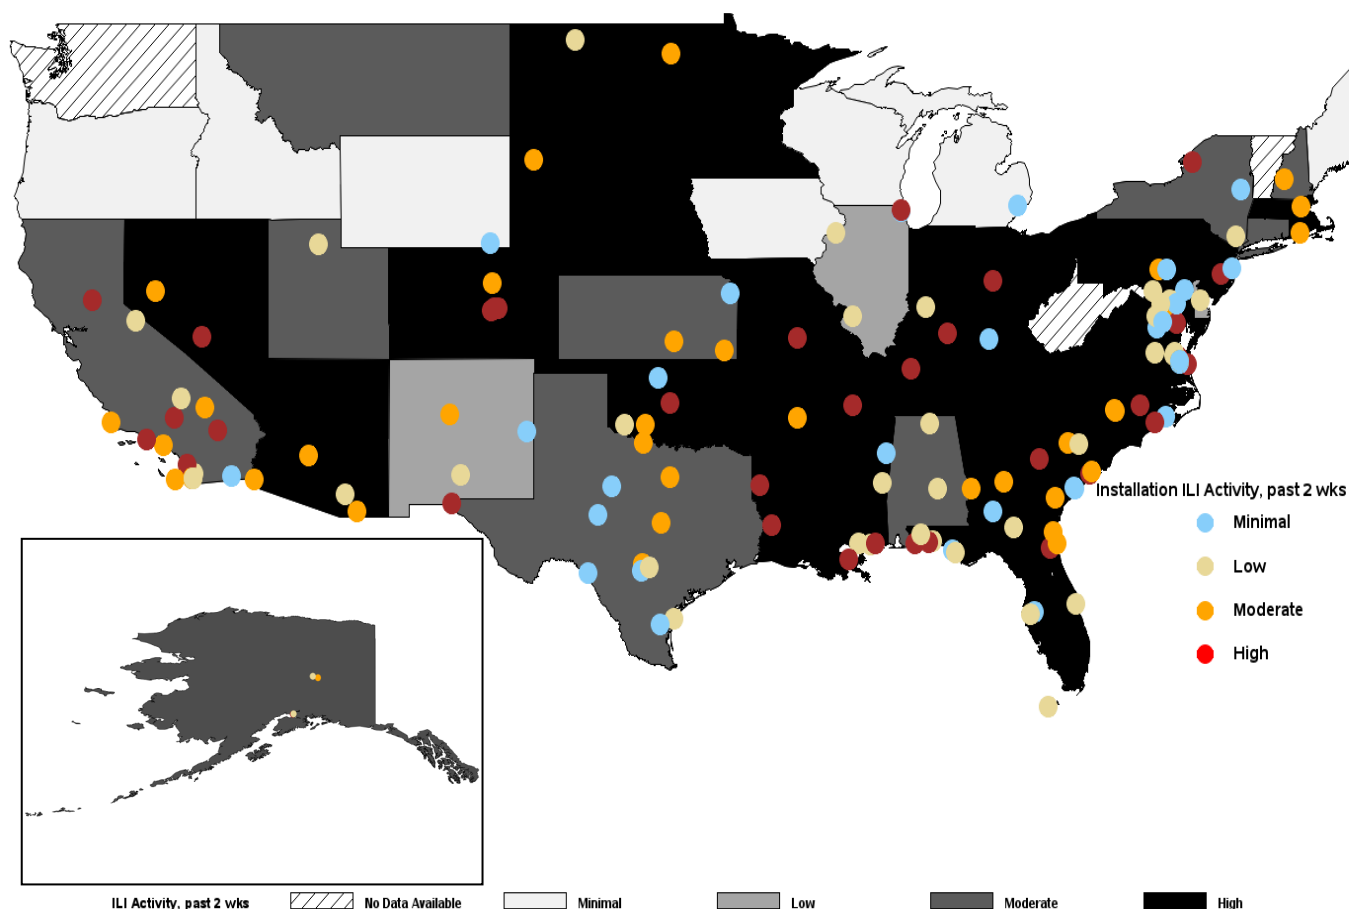 Installation ILI Activity, past 2 wks
Minimal
Low
Moderate
High
ILI Activity, past 2 wks No Data Available Minimal Low Moderate High